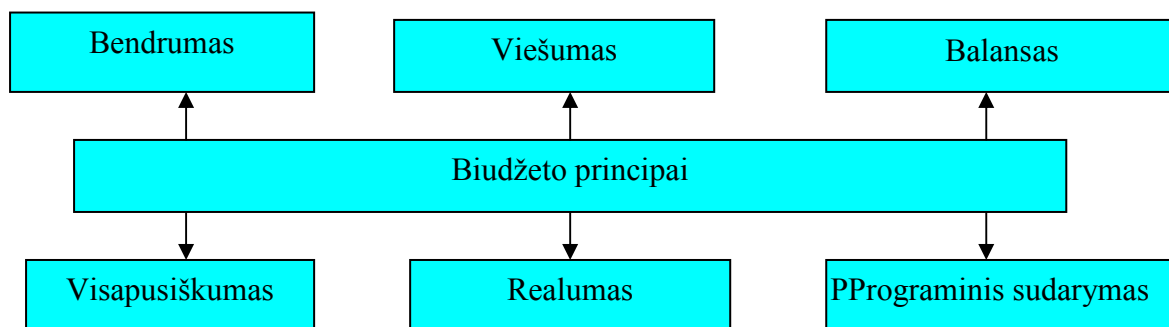 Bendrumas
Viešumas
Balansas
Biudžeto principai
Visapusiškumas
Realumas
PPrograminis sudarymas